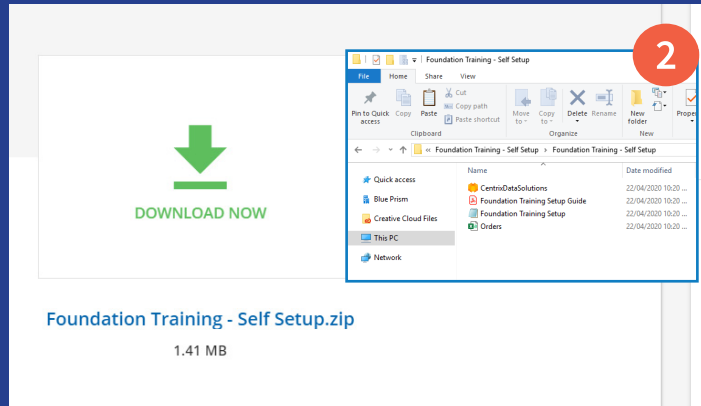 2
Foundation Training - Self Setup
File Home Share View
Pin to Quick access
Copy
Paste
Cut
Copy path
Paste shortcut
Move to
Copy to
Delete
Rename
New folder
Clipboard Organize New
« Foundation Training - Self Setup > Foundation Training - Self Setup
Name Date modified
Quick access
Blue Prism
Creative Cloud Files
This PC
Network
CentrixDataSolutions 22/04/2020 10:20 ...
Foundation Training Setup Guide 22/04/2020 10:20 ...
Foundation Training Setup 22/04/2020 10:20 ...
Orders 22/04/2020 10:20 ...
DOWNLOAD NOW
Foundation Training - Self Setup.zip
1.41 MB